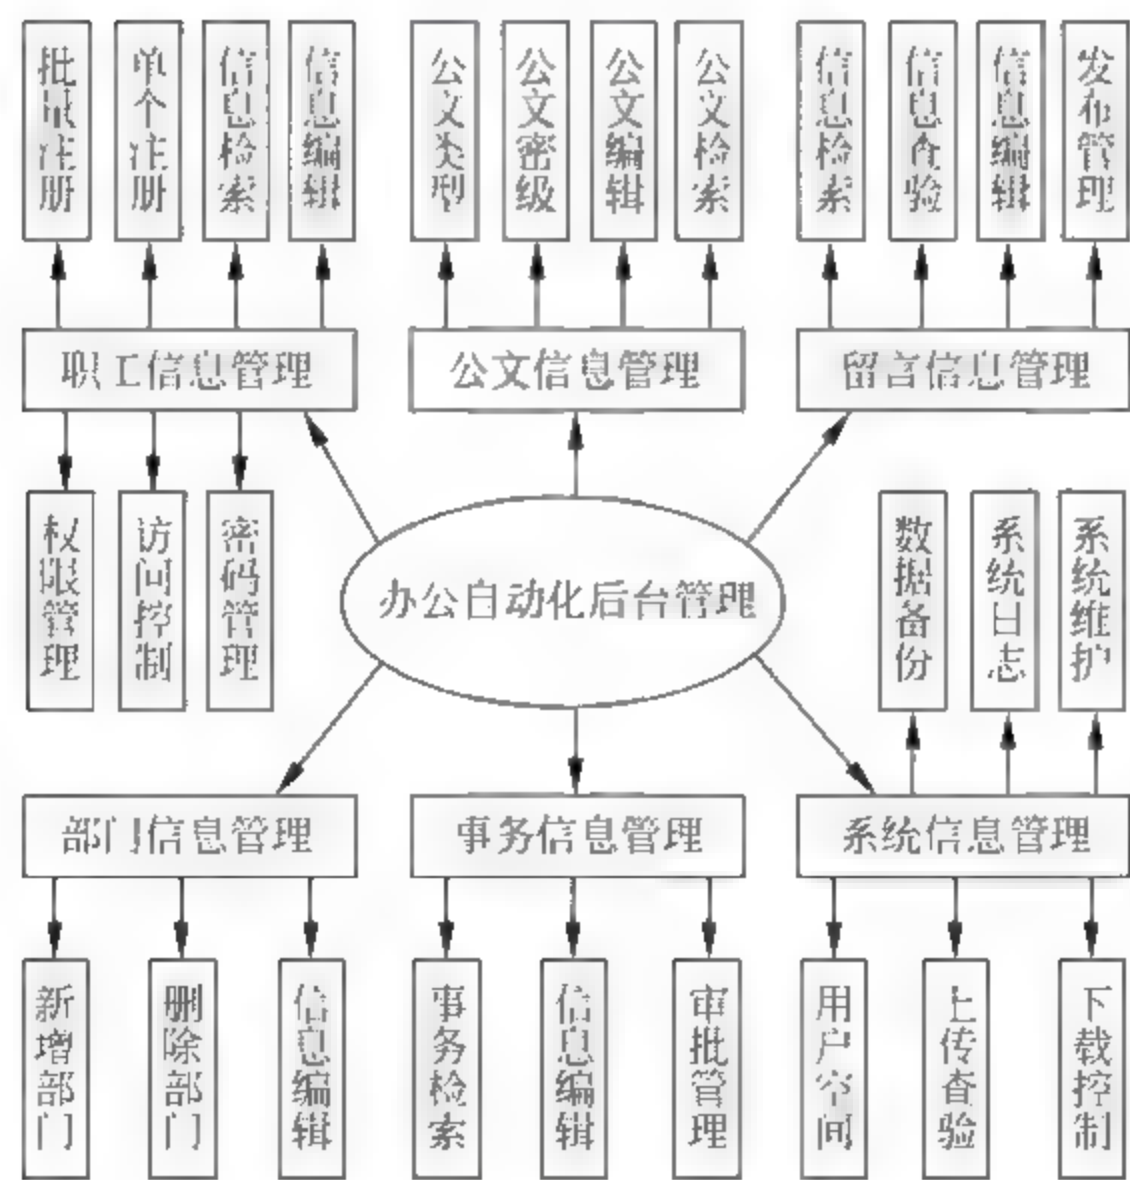 批量注册
单个注册
信息检索
信息编辑
公文类型
公文密级
公文编辑
公文检索
信息检索
信息查验
信息编辑
发布管理
职工信息管理
公文信息管理
留言信息管理
权限管理
访问控制
密码管理
办公自动化后台管理
数据备份
系统日志
系统维护
部门信息管理
事务信息管理
系统信息管理
新增部门
删除部门
信息编辑
事务检索
信息编辑
审批管理
用户空间
上传查验
下载控制